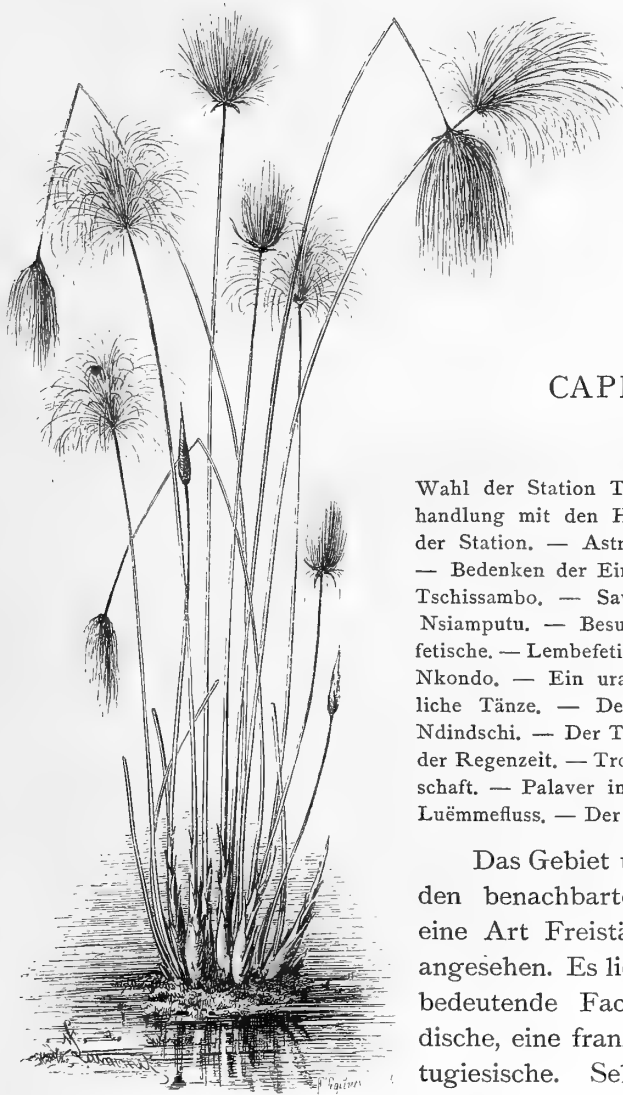 CAPI
Wahl der Station T
handlung mit den H
der Station. — Astr
— Bedenken der Ein
Tschissambo. — Sav
Nsiamputu. — Besu
fetische. — Lembefeti
Nkondo. — Ein ura
liche Tänze. — De
Ndindschi. — Der T
der Regenzeit. — Tro
schaft. — Palaver in
Luëmmefluss. — Der
Das Gebiet
den benachbarte
eine Art Freistä
angesehen. Es lie
bedeutende Fac
dische, eine fran
tugiesische. Sel